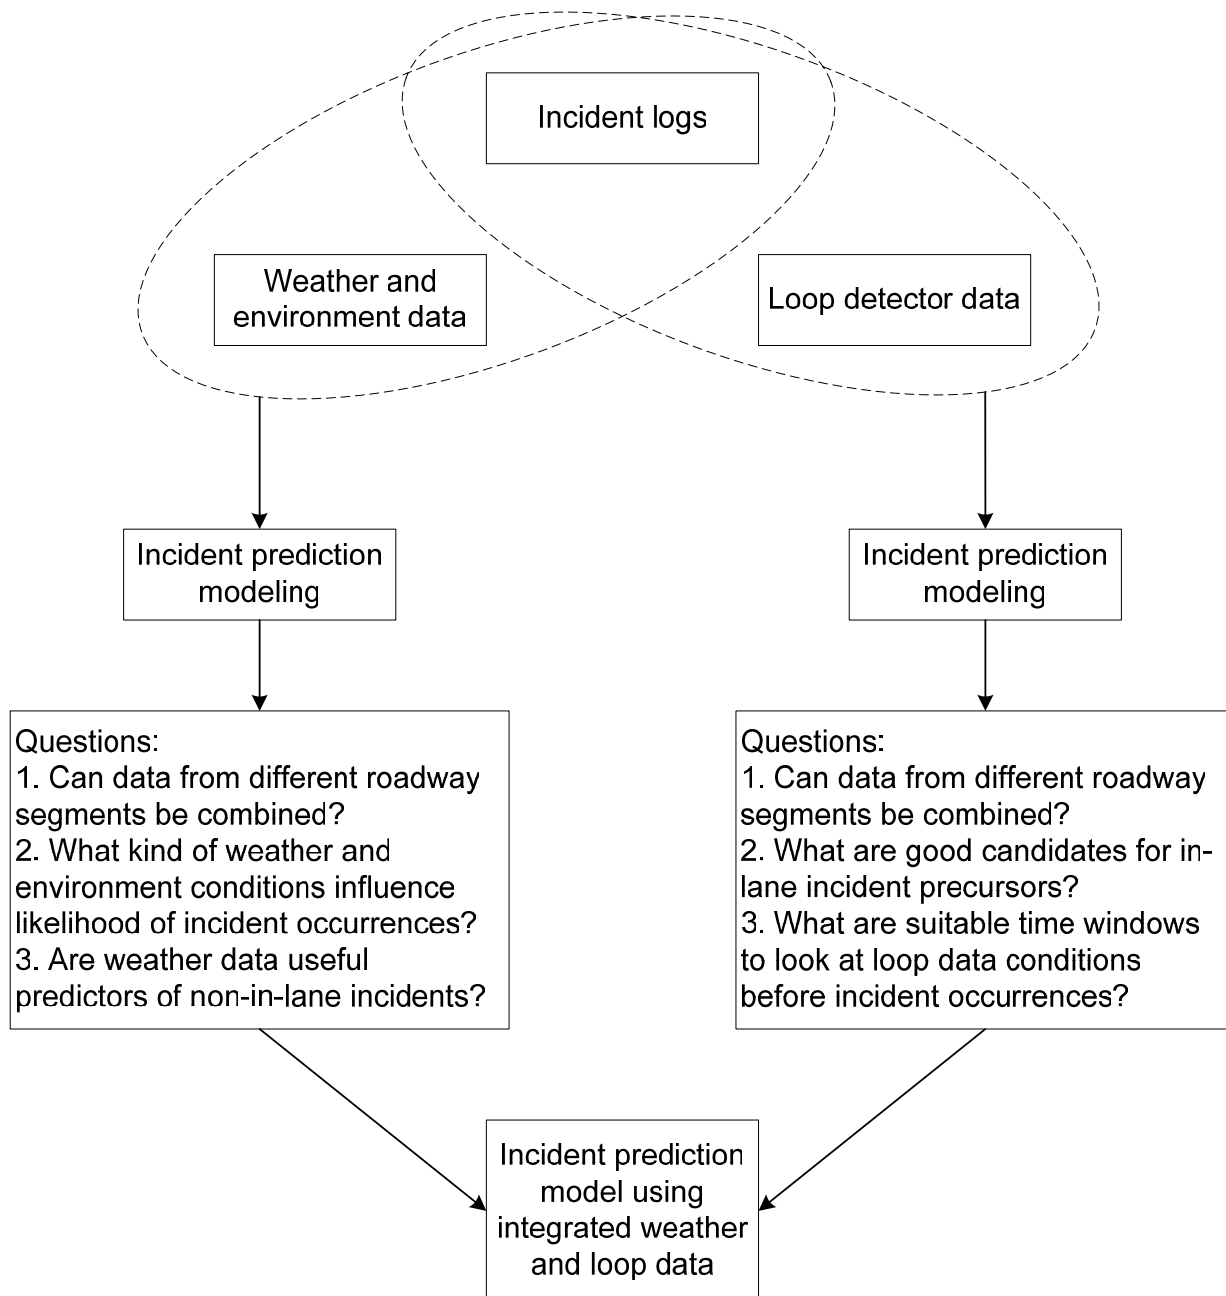 Incident logs
Weather and
environment data
Loop detector data
Incident prediction
modeling
Incident prediction
modeling
Questions:
1. Can data from different roadway
segments be combined?
2. What kind of weather and
environment conditions influence
likelihood of incident occurrences?
3. Are weather data useful
predictors of non-in-lane incidents?
Questions:
1. Can data from different roadway
segments be combined?
2. What are good candidates for in-
lane incident precursors?
3. What are suitable time windows
to look at loop data conditions
before incident occurrences?
Incident prediction
model using
integrated weather
and loop data